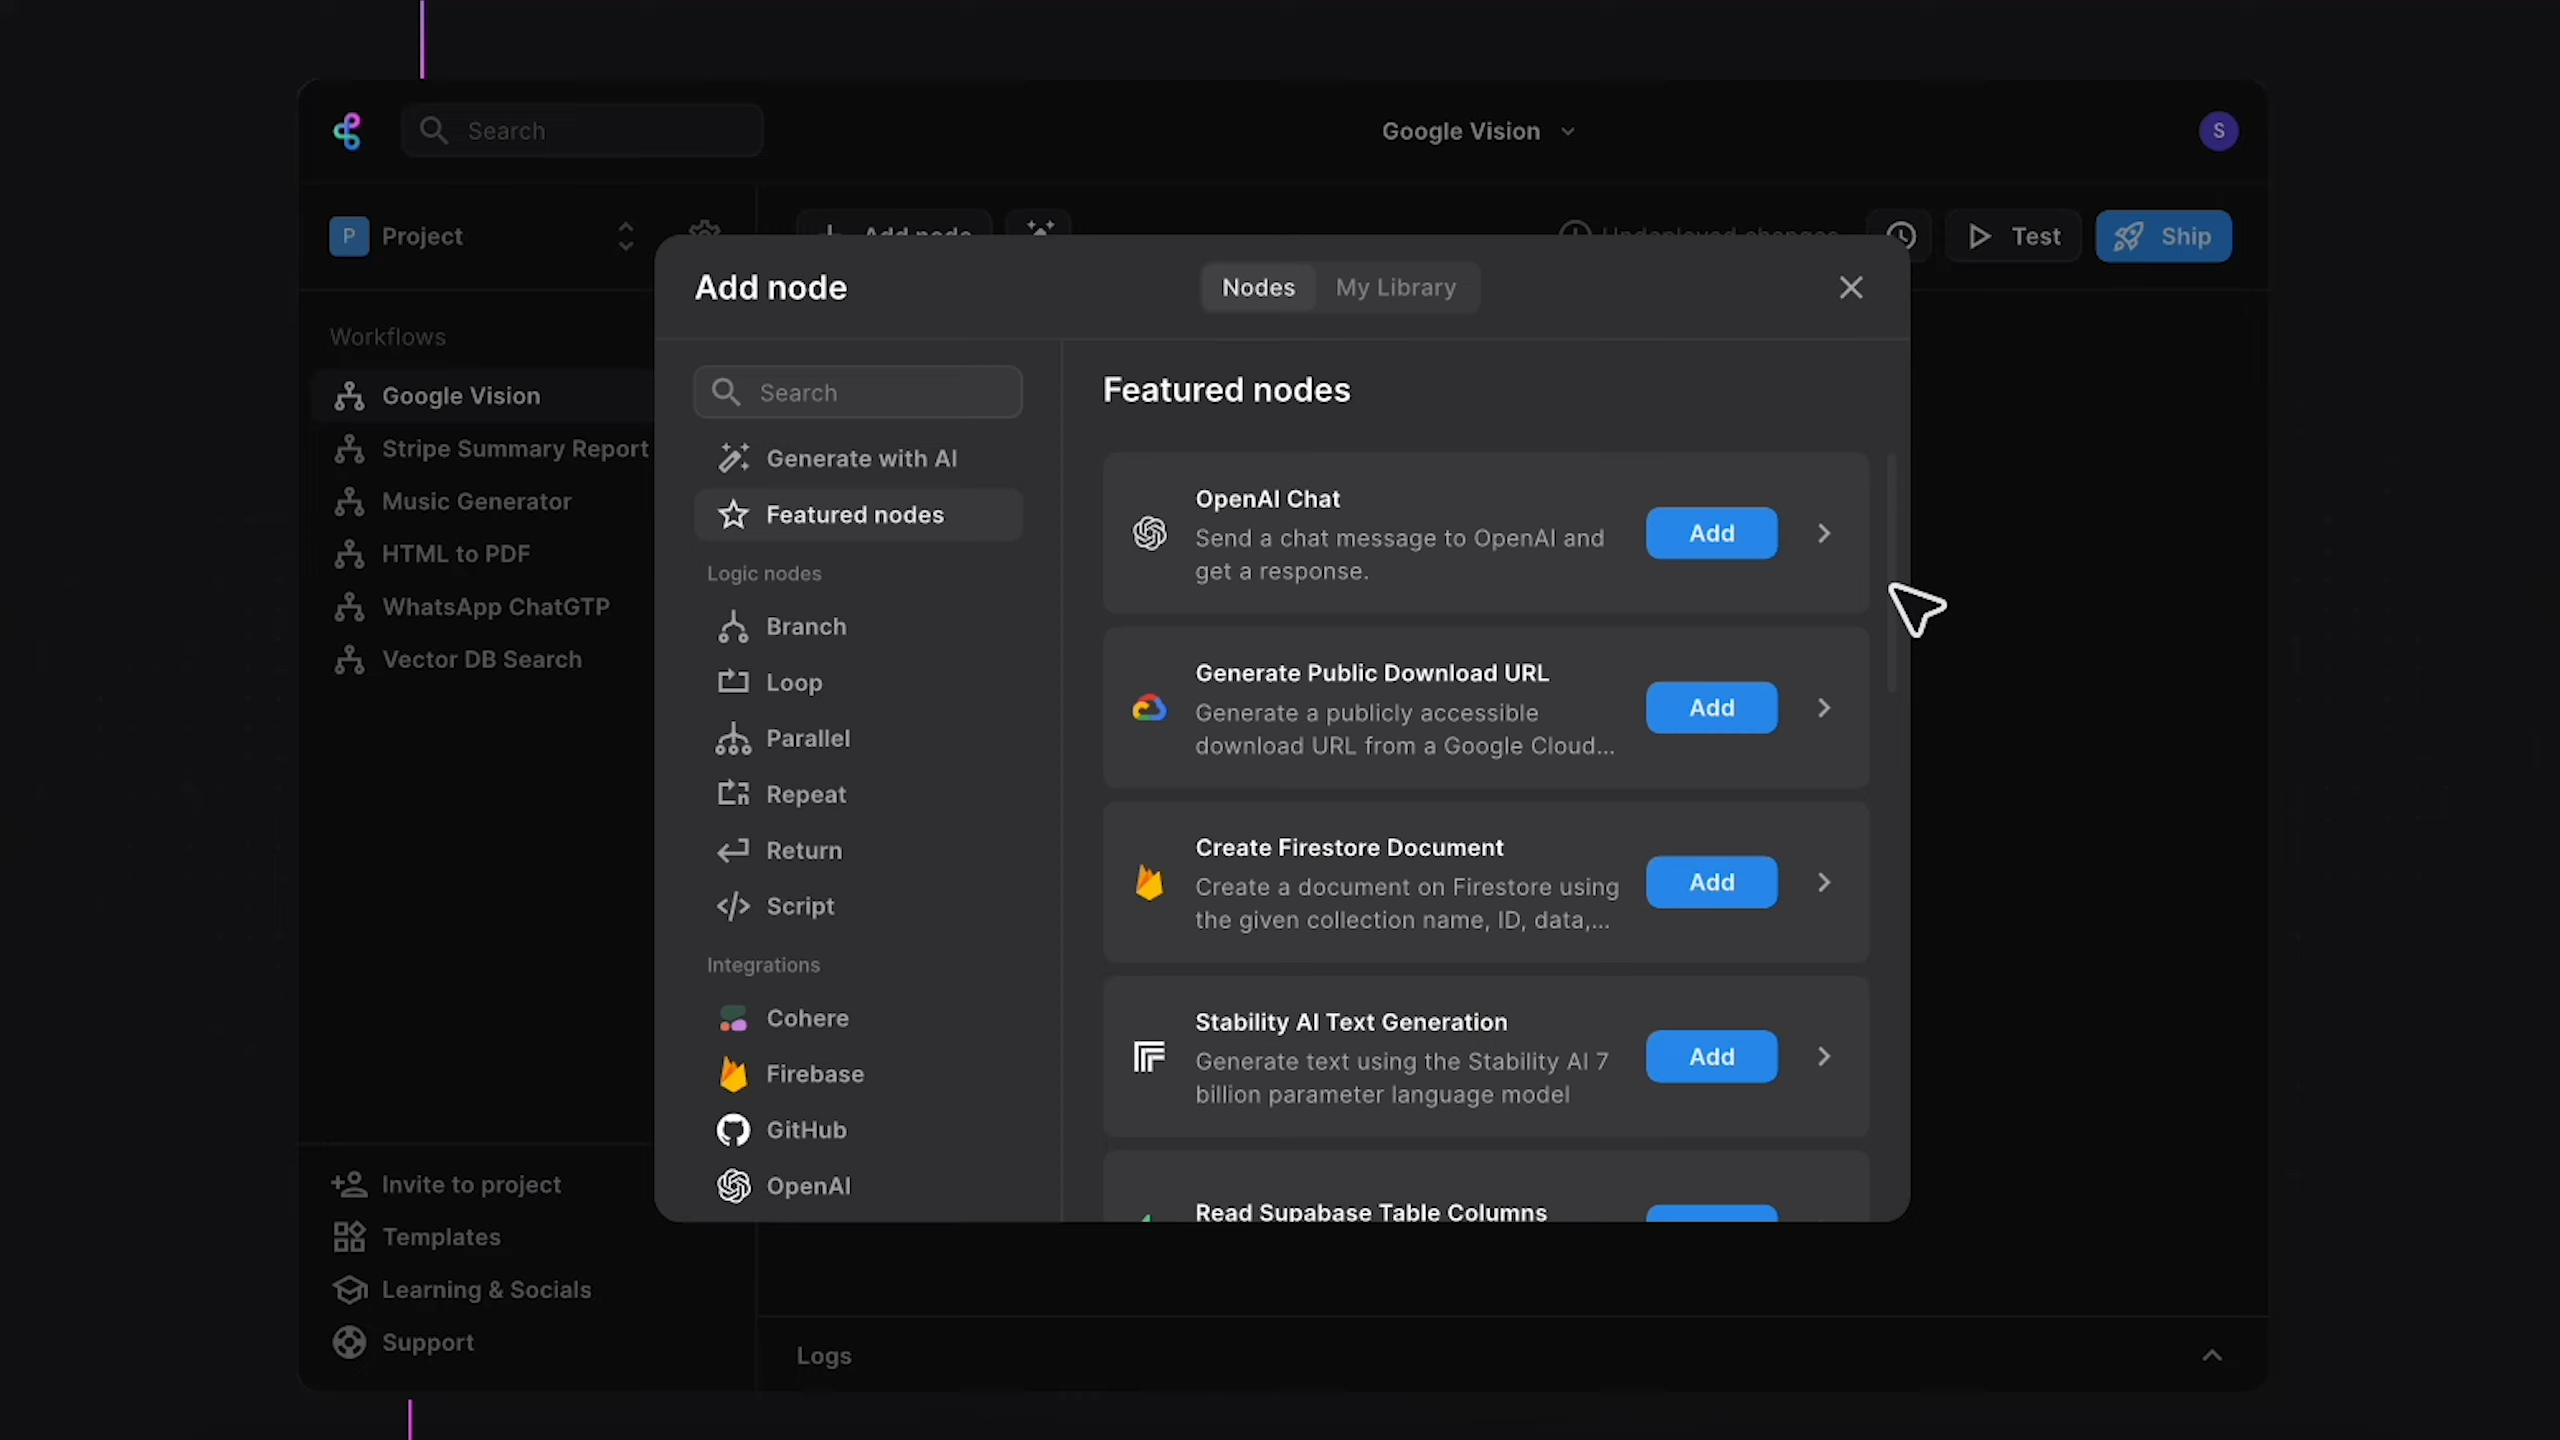 Search
Google Vision
S
P
Project
Add node
Undeployed changes
Test
Ship
Workflows
Google Vision
Stripe Summary Report
Music Generator
HTML to PDF
WhatsApp ChatGTP
Vector DB Search
Invite to project
Templates
Learning & Socials
Support
Add node
Nodes
My Library
Search
Generate with AI
Featured nodes
Logic nodes
Branch
Loop
Parallel
Repeat
Return
Script
Integrations
Cohere
Firebase
GitHub
OpenAI
Featured nodes
OpenAI Chat
Send a chat message to OpenAI and
get a response.
Add
Generate Public Download URL
Generate a publicly accessible
download URL from a Google Cloud...
Add
Create Firestore Document
Create a document on Firestore using
the given collection name, ID, data,...
Add
Stability AI Text Generation
Generate text using the Stability AI 7
billion parameter language model
Add
Read Supabase Table Columns
Logs